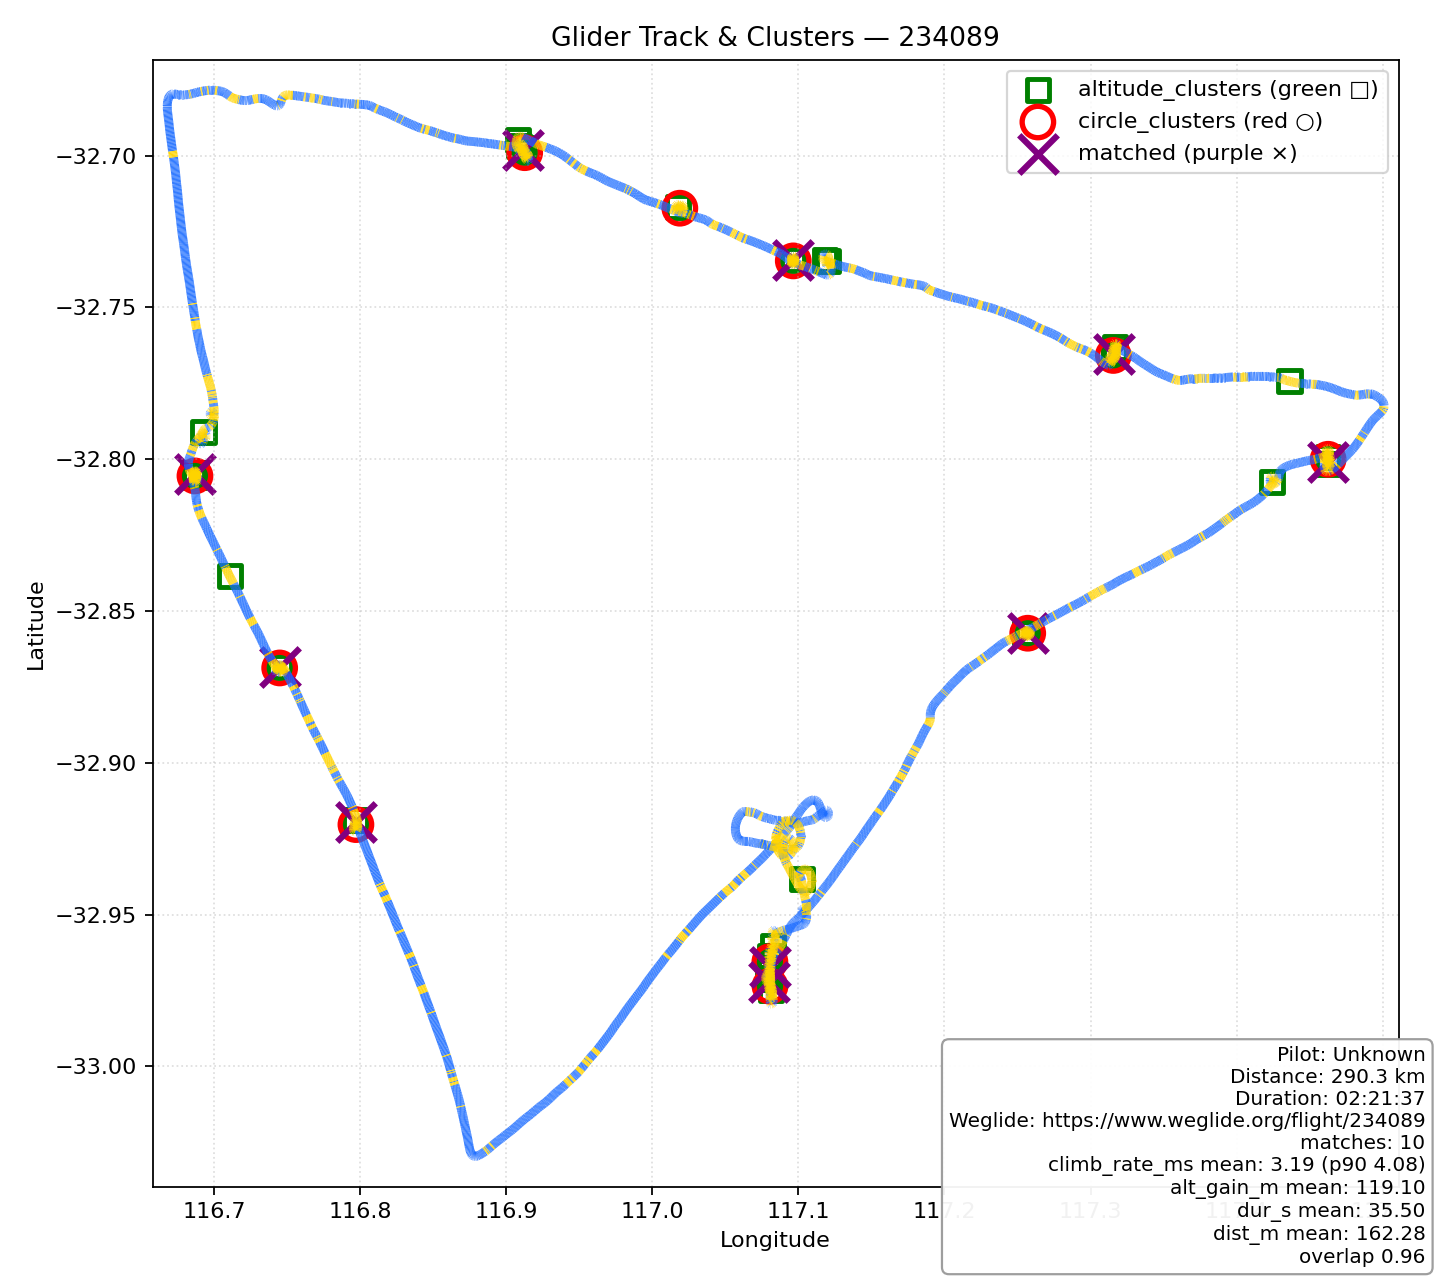 Glider Track & Clusters — 234089
altitude_clusters (green □)
circle_clusters (red ○)
matched (purple ×)
Latitude
−32.70
−32.75
−32.80
−32.85
−32.90
−32.95
−33.00
116.7
116.8
116.9
117.0
117.1
117.2
117.3
Longitude
Pilot: Unknown
Distance: 290.3 km
Duration: 02:21:37
Weglide: https://www.weglide.org/flight/234089
matches: 10
climb_rate_ms mean: 3.19 (p90 4.08)
alt_gain_m mean: 119.10
dur_s mean: 35.50
dist_m mean: 162.28
overlap 0.96